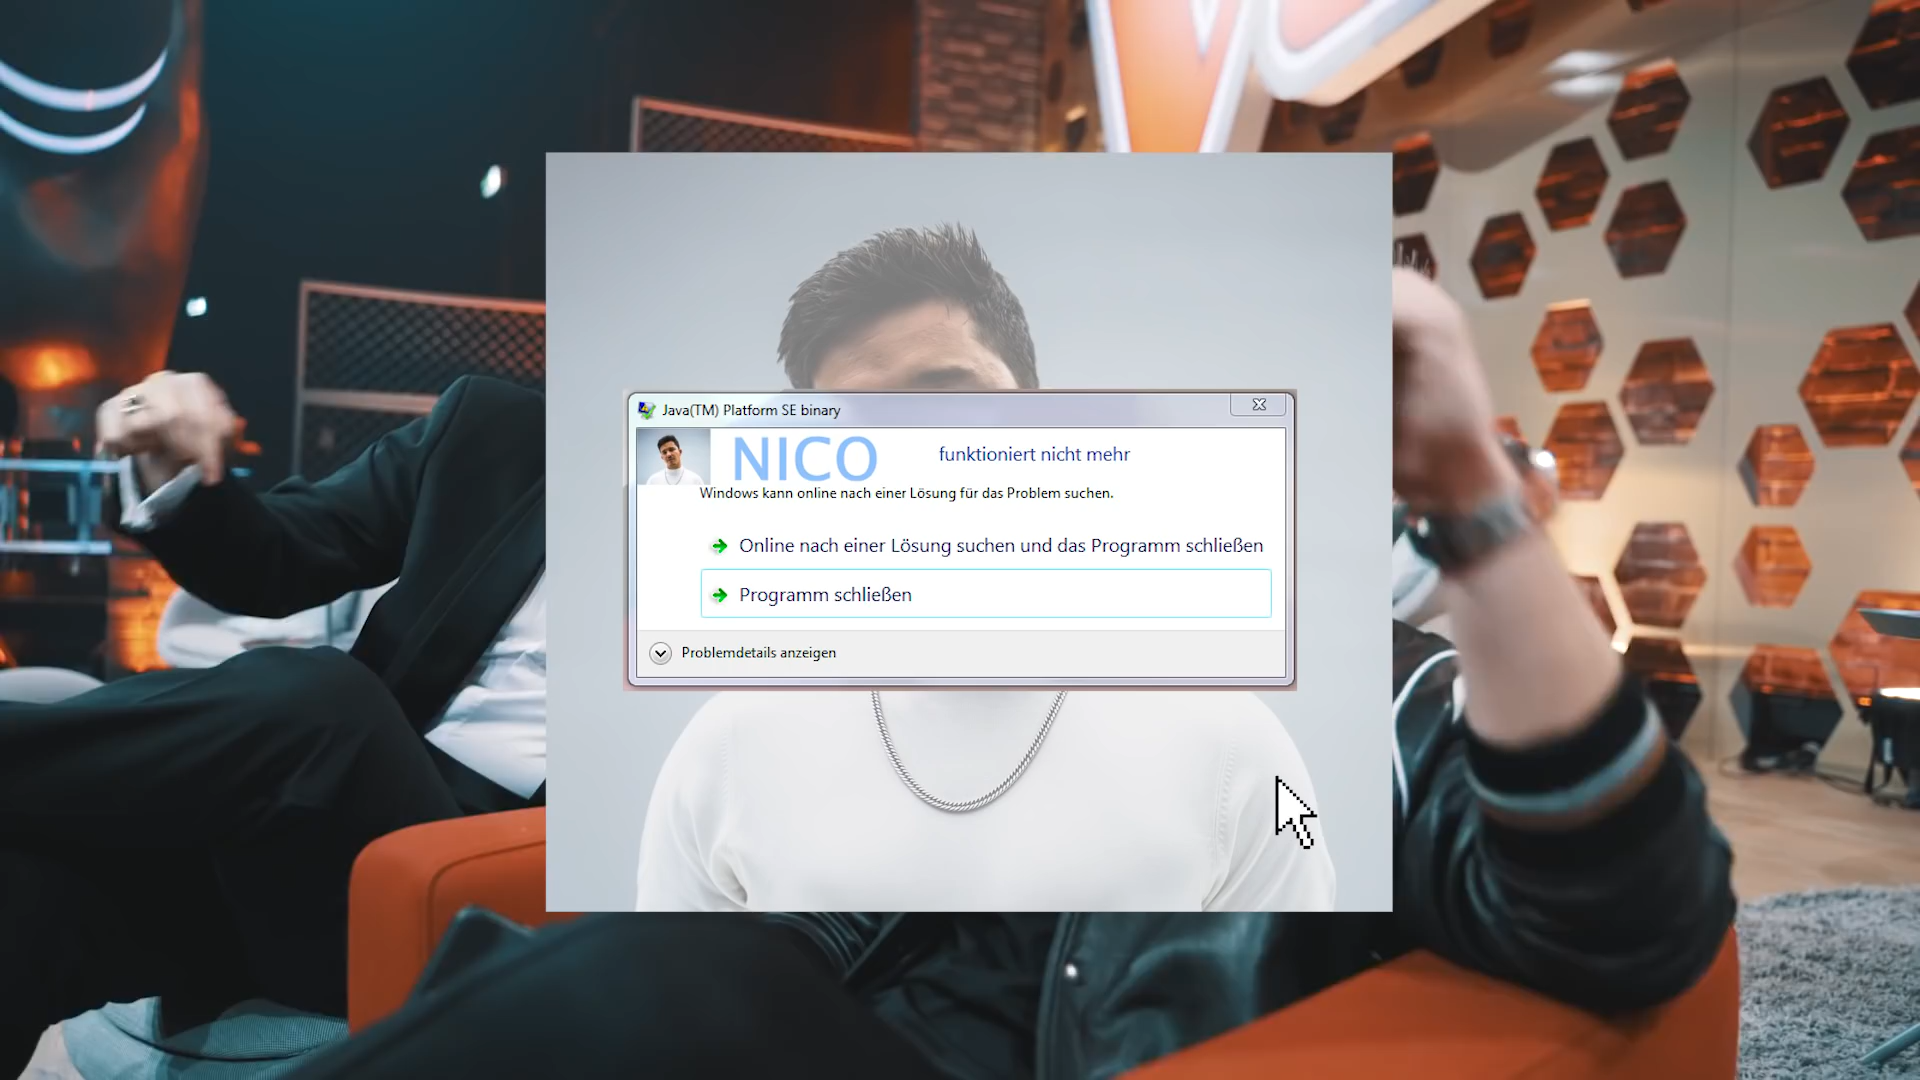 Java(TM) Platform SE binary
NICO funktioniert nicht mehr
Windows kann online nach einer Lösung für das Problem suchen.
Online nach einer Lösung suchen und das Programm schließen
Programm schließen
Problemdetails anzeigen